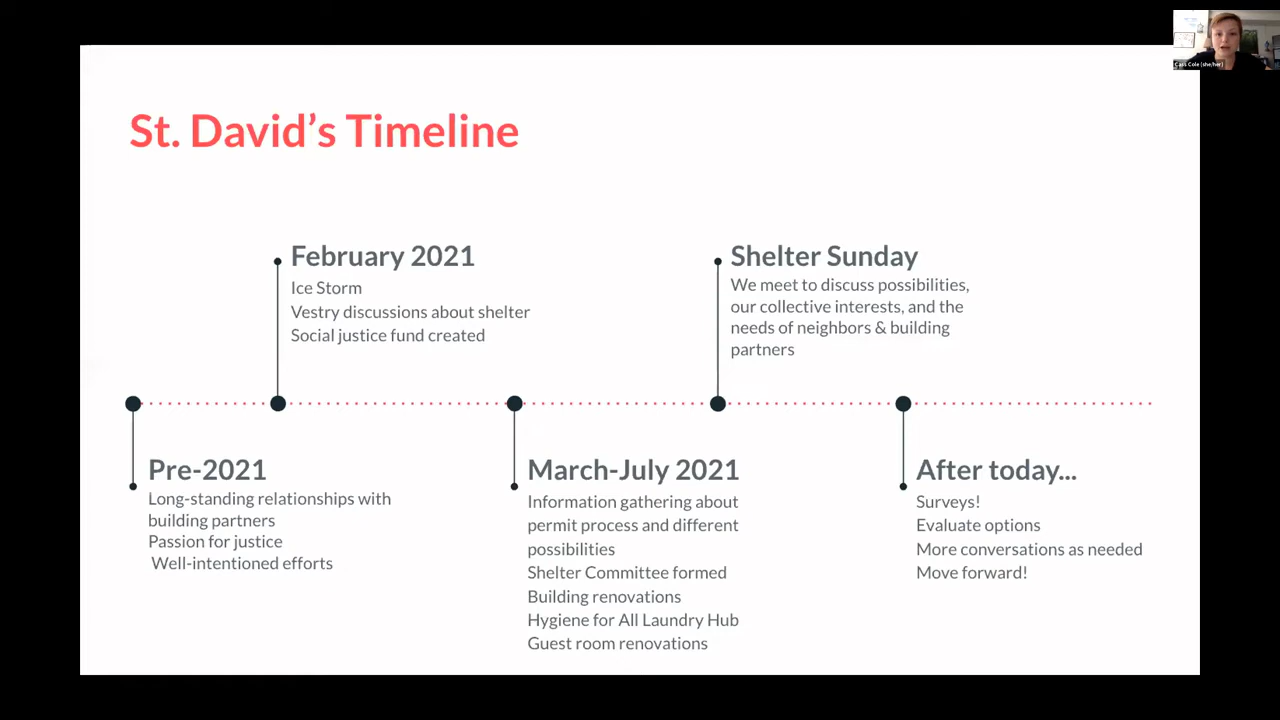 Cass Cole (she/her)
St. David's Timeline
February 2021
Ice Storm
Vestry discussions about shelter
Social justice fund created
Shelter Sunday
We meet to discuss possibilities,
our collective interests, and the
needs of neighbors & building
partners
Pre-2021
Long-standing relationships with
building partners
Passion for justice
Well-intentioned efforts
March-July 2021
Information gathering about
permit process and different
possibilities
Shelter Committee formed
Building renovations
Hygiene for All Laundry Hub
Guest room renovations
After today...
Surveys!
Evaluate options
More conversations as needed
Move forward!